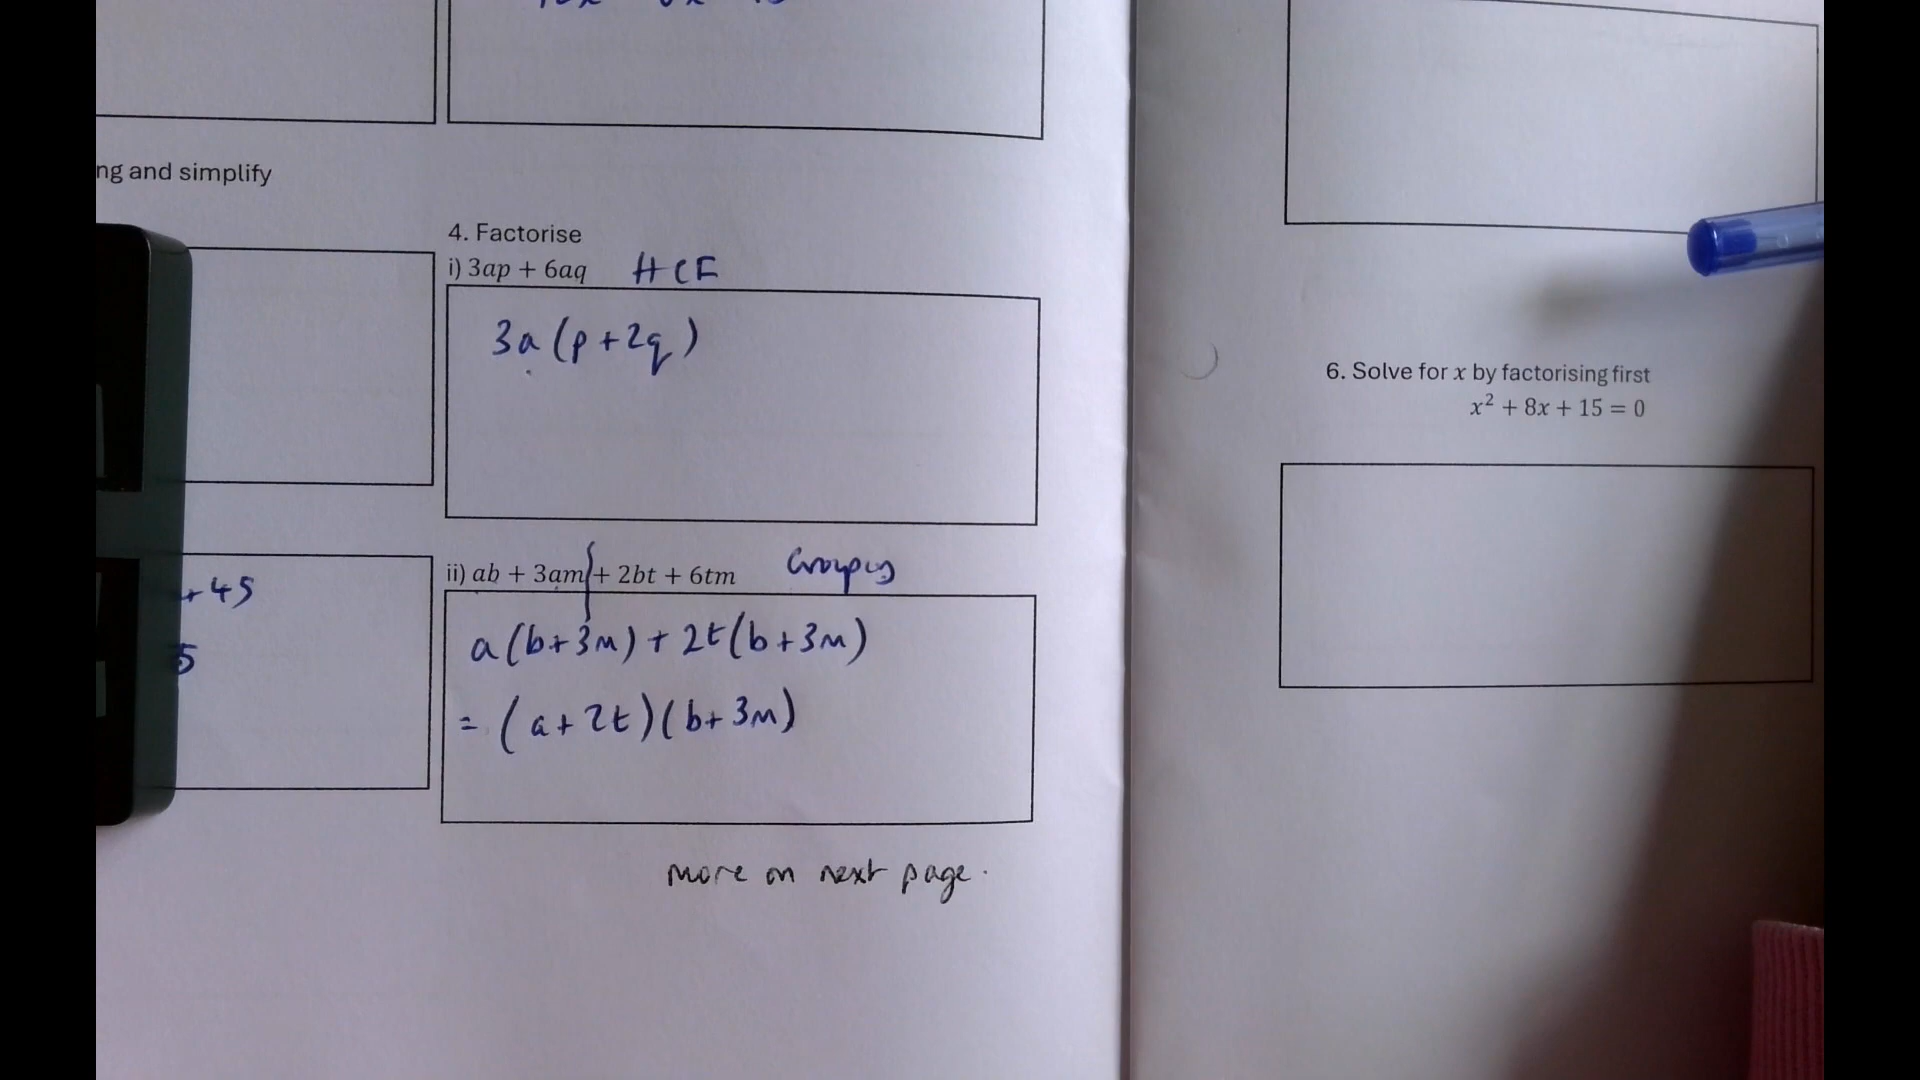 ng and simplify
+45
5
4. Factorise
i) 3ap + 6aq HCF
3a(p+2q)
ii) ab + 3am + 2bt + 6tm Grouping
a(b+3m) + 2t(b+3m)
= (a+2t)(b+3m)
more on next page.
6. Solve for x by factorising first
x² + 8x + 15 = 0